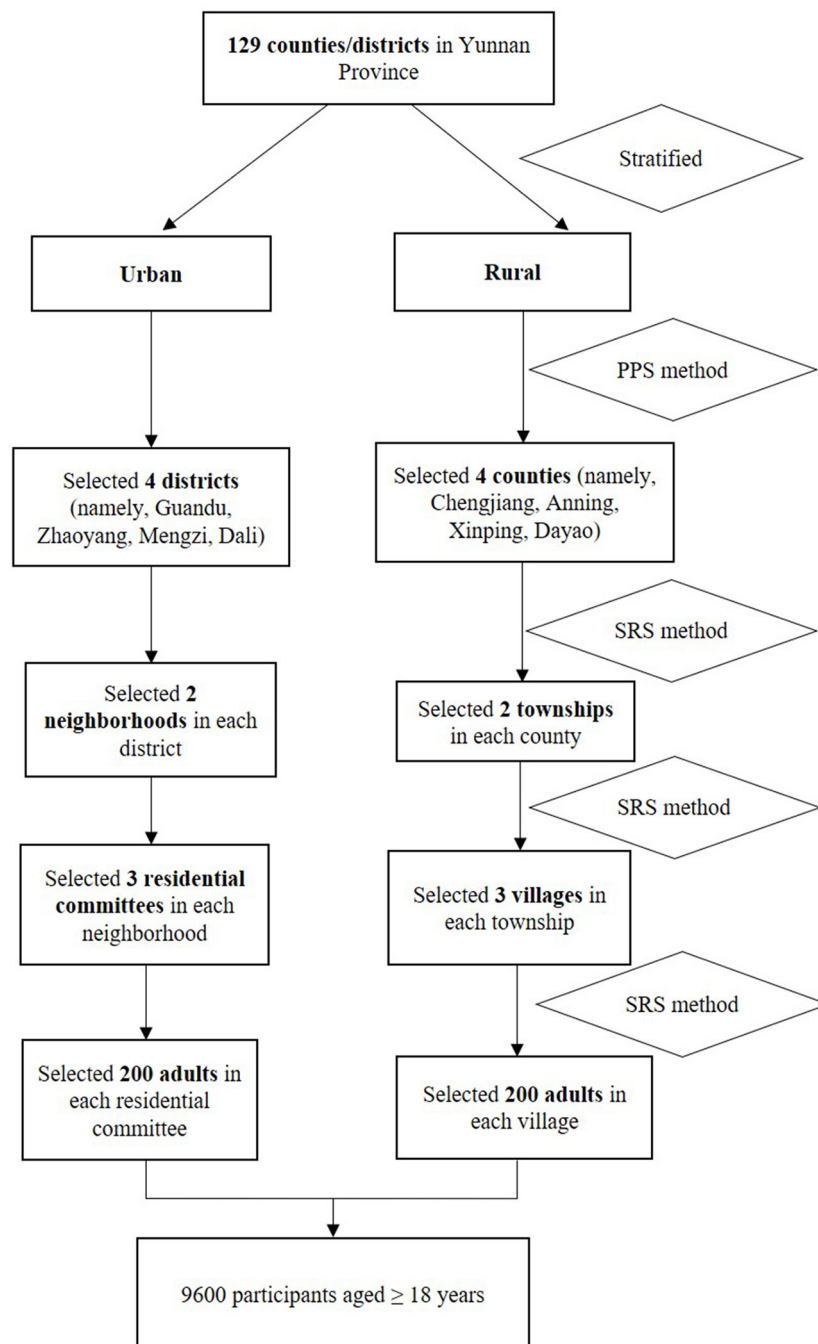 129 counties/districts in Yunnan
Province
Stratified
Urban
Rural
PPS method
Selected 4 districts
(namely, Guandu,
Zhaoyang, Mengzi, Dali)
Selected 4 counties (namely,
Chengjiang, Anning,
Xinping, Dayao)
SRS method
Selected 2
neighborhoods in each
district
Selected 2 townships
in each county
SRS method
Selected 3 residential
committees in each
neighborhood
Selected 3 villages in
each township
SRS method
Selected 200 adults in
each residential
committee
Selected 200 adults in
each village
9600 participants aged ≥ 18 years